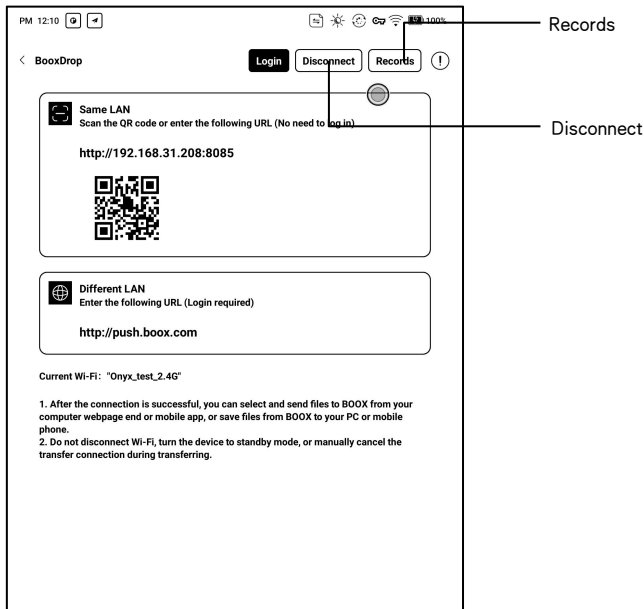 PM 12:10
100%
Records
BooxDrop
Login
Disconnect
Records
Same LAN
Scan the QR code or enter the following URL (No need to log in)
Disconnect
http://192.168.31.208:8085
Different LAN
Enter the following URL (Login required)
http://push.boox.com
Current Wi-Fi: "Onyx_test_2.4G"
1. After the connection is successful, you can select and send files to BOOX from your
computer webpage end or mobile app, or save files from BOOX to your PC or mobile
phone.
2. Do not disconnect Wi-Fi, turn the device to standby mode, or manually cancel the
transfer connection during transferring.